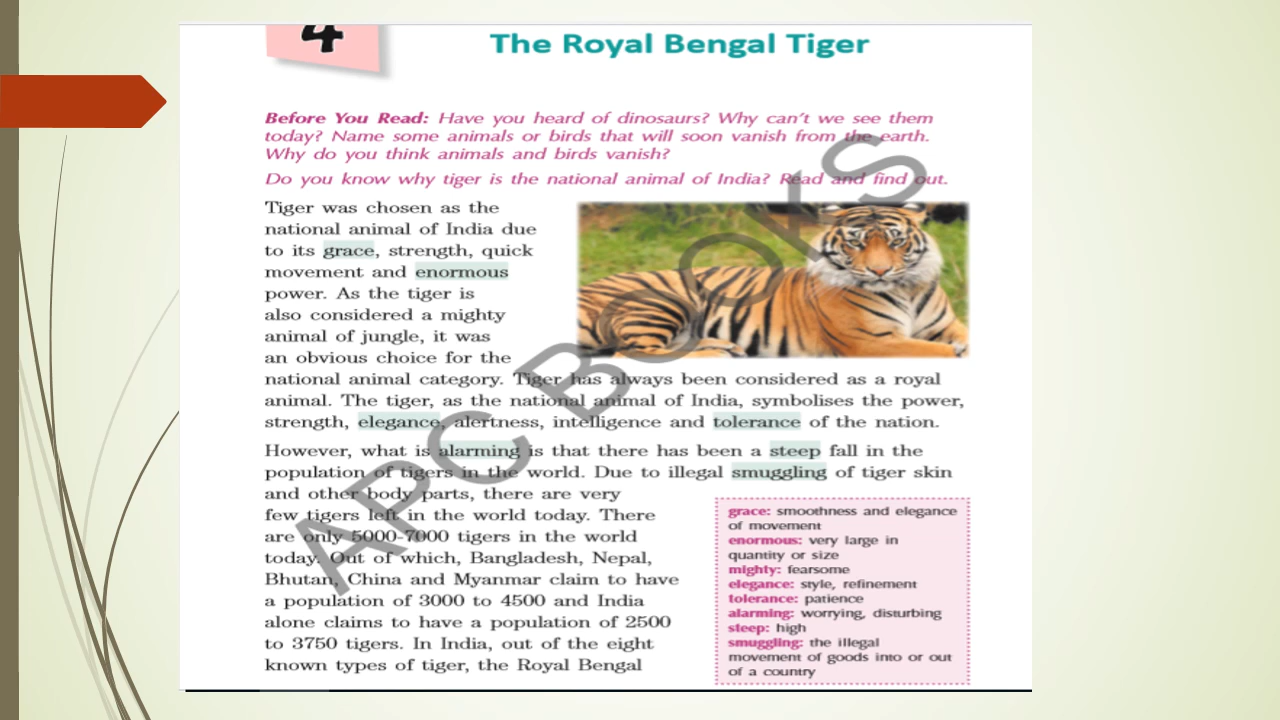 4
The Royal Bengal Tiger
Before You Read: Have you heard of dinosaurs? Why can't we see them
today? Name some animals or birds that will soon vanish from the earth.
Why do you think animals and birds vanish?
Do you know why tiger is the national animal of India? Read and find out.
Tiger was chosen as the
national animal of India due
to its grace, strength, quick
movement and enormous
power. As the tiger is
also considered a mighty
animal of jungle, it was
an obvious choice for the
national animal category. Tiger has always been considered as a royal
animal. The tiger, as the national animal of India, symbolises the power,
strength, elegance, alertness, intelligence and tolerance of the nation.
However, what is alarming is that there has been a steep fall in the
population of tigers in the world. Due to illegal smuggling of tiger skin
and other body parts, there are very
few tigers left in the world today. There
are only 5000-7000 tigers in the world
today. Out of which, Bangladesh, Nepal,
Bhutan, China and Myanmar claim to have
a population of 3000 to 4500 and India
alone claims to have a population of 2500
to 3750 tigers. In India, out of the eight
known types of tiger, the Royal Bengal
grace: smoothness and elegance
of movement
enormous: very large in
quantity or size
mighty: fearsome
elegance: style, refinement
tolerance: patience
alarming: worrying, disturbing
steep: high
smuggling: the illegal
movement of goods into or out
of a country
APC BOOKS